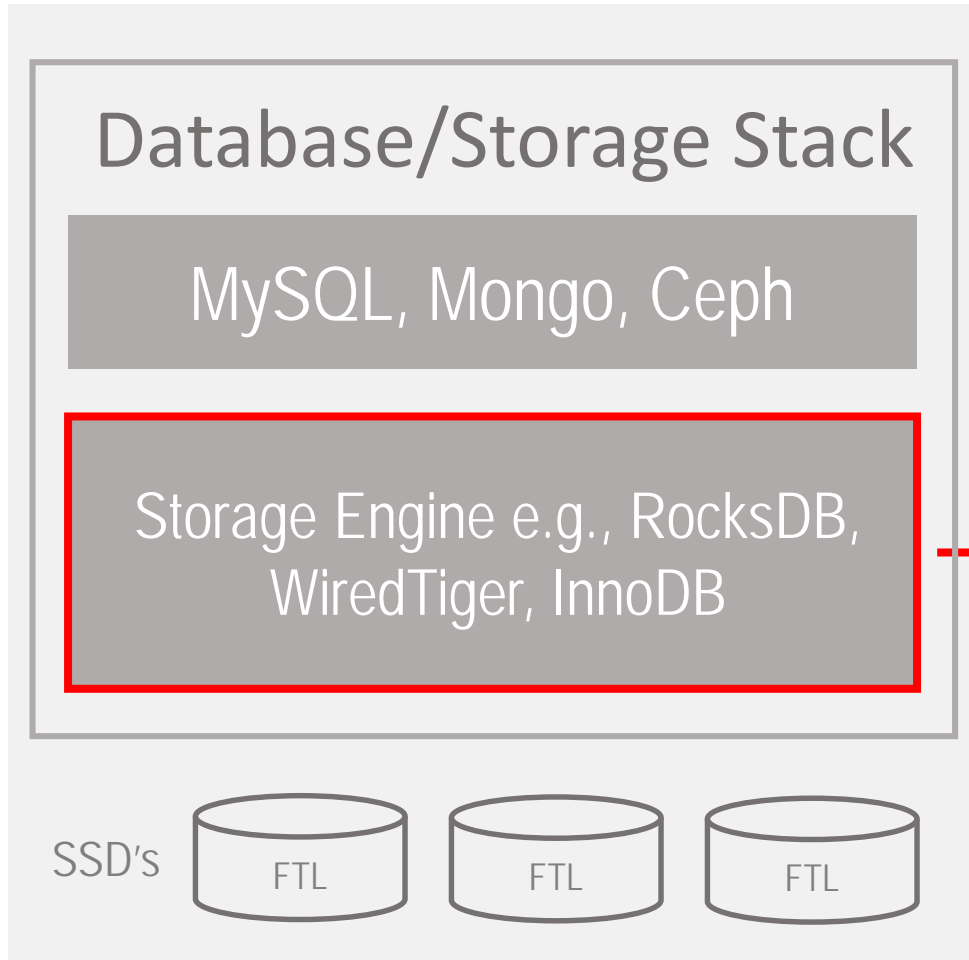 Database/Storage Stack
MySQL, Mongo, Ceph
Storage Engine e.g., RocksDB,
WiredTiger, InnoDB
SSD's
FTL
FTL
FTL